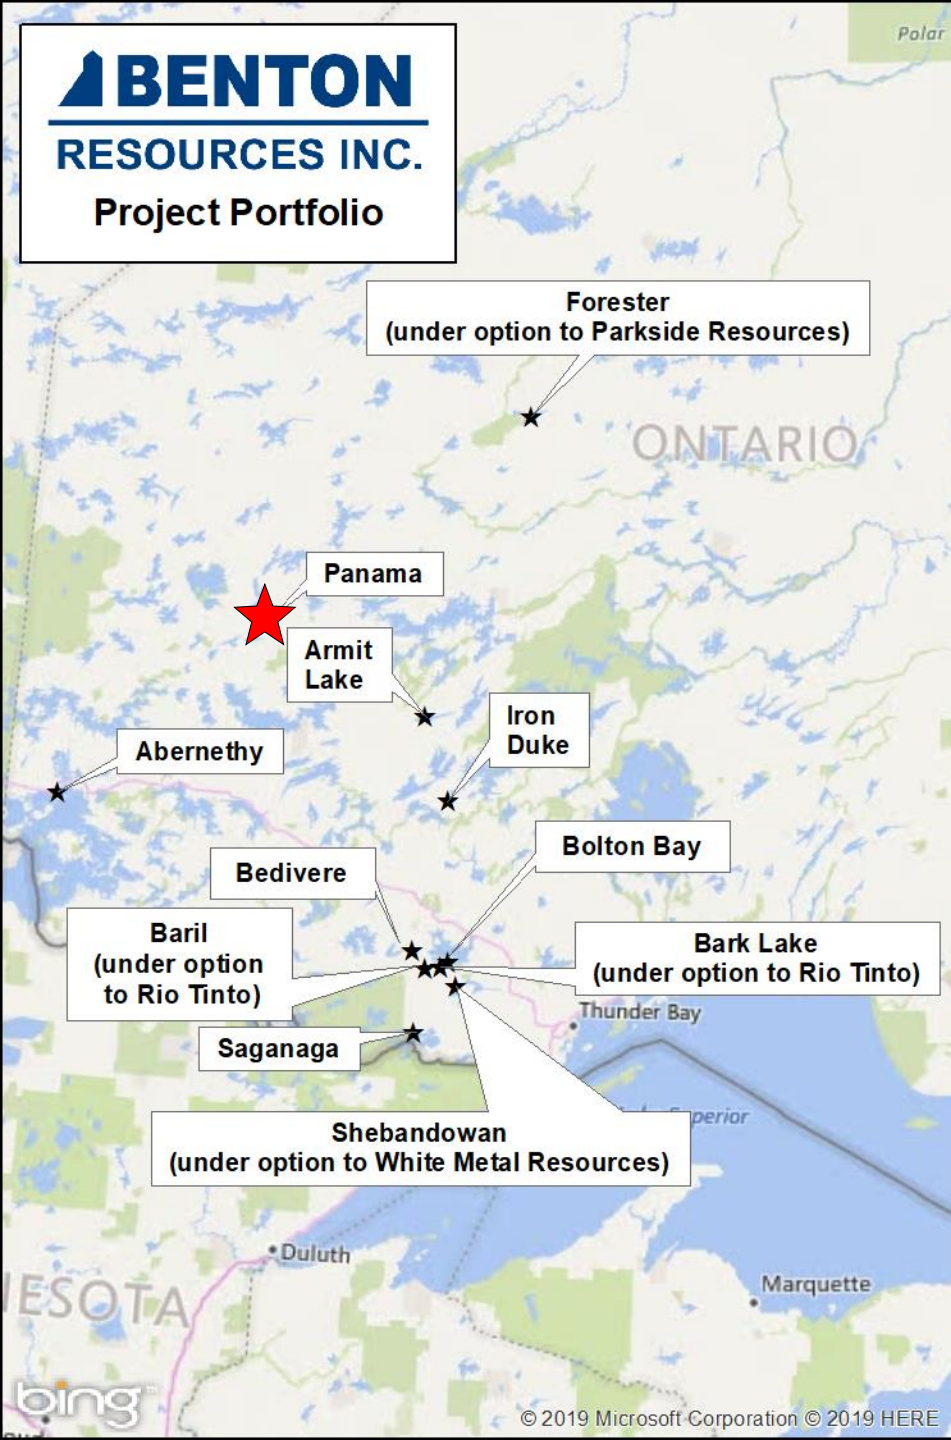 BENTON
RESOURCES INC.
Project Portfolio
Polar
Forester
(under option to Parkside Resources)
ONTARIO
Panama
Armit
Lake
Iron
Duke
Abernethy
Bolton Bay
Bedivere
Baril
(under option
to Rio Tinto)
Bark Lake
(under option to Rio Tinto)
Thunder Bay
Saganaga
Shebandowan
(under option to White Metal Resources)
perior
Duluth
Marquette
NESOTA
bing
© 2019 Microsoft Corporation © 2019 HERE